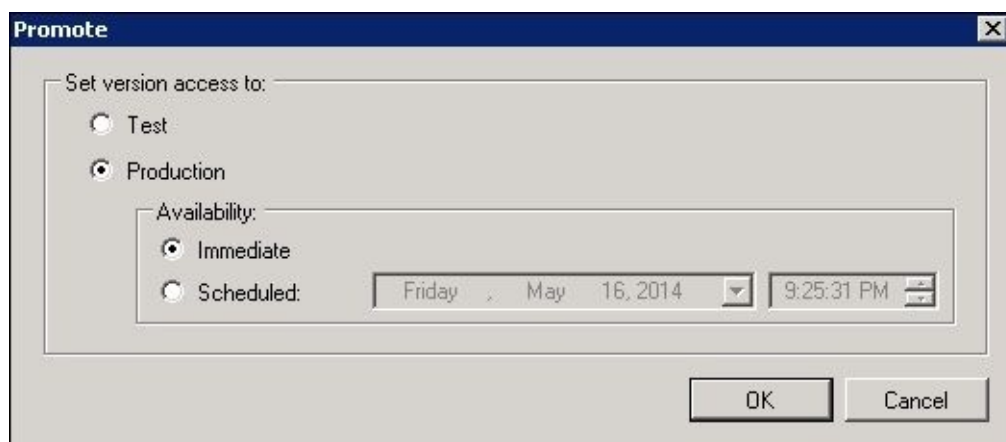 Promote
Set version access to:
Test
Production
Availability:
Immediate
Scheduled: Friday , May 16, 2014 9:25:31 PM
OK Cancel